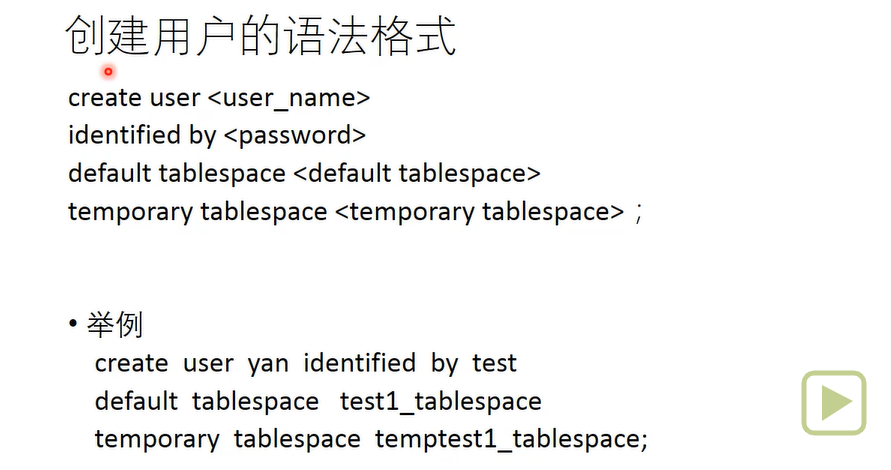 创建用户的语法格式
create user <user_name>
identified by <password>
default tablespace <default tablespace>
temporary tablespace <temporary tablespace> ；
• 举例
create user yan identified by test
default tablespace test1_tablespace
temporary tablespace temptest1_tablespace;